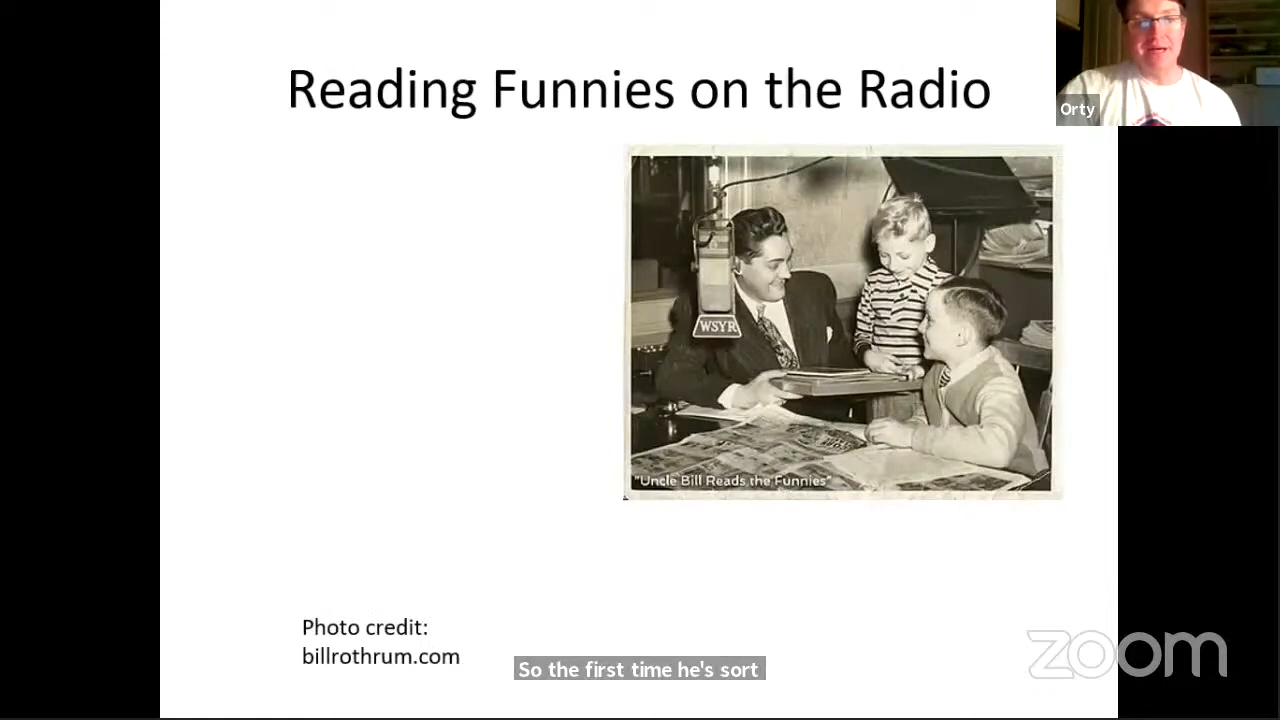 Reading Funnies on the Radio
Orty
WSYR
"Uncle Bill Reads the Funnies"
Photo credit:
billrothrum.com
So the first time he's sort
zoom